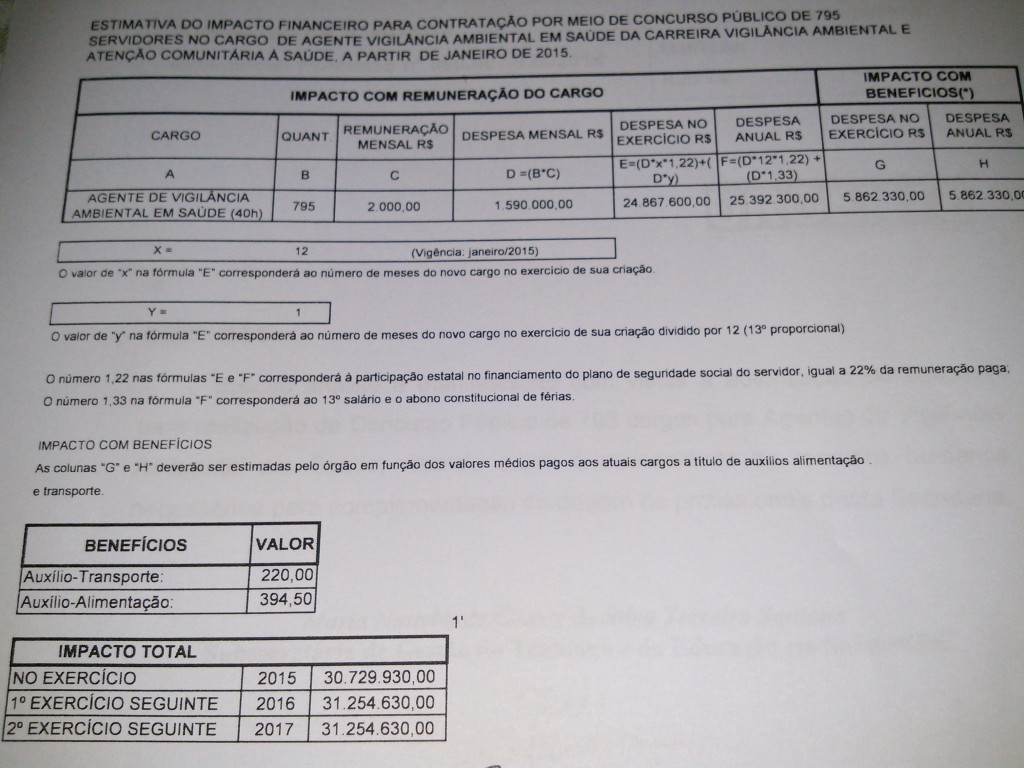 ESTIMATIVA DO IMPACTO FINANCEIRO PARA CONTRATAÇÃO POR MEIO DE CONCURSO PÚBLICO DE 795
SERVIDORES NO CARGO DE AGENTE VIGILÂNCIA AMBIENTAL EM SAÚDE DA CARREIRA VIGILÂNCIA AMBIENTAL E
ATENÇÃO COMUNITÁRIA À SAÚDE, A PARTIR DE JANEIRO DE 2015.
IMPACTO COM REMUNERAÇÃO DO CARGO
IMPACTO COM
BENEFICIOS(*)
CARGO
QUANT
REMUNERAÇÃO
MENSAL R$
DESPESA MENSAL R$
DESPESA NO
EXERCÍCIO R$
DESPESA
ANUAL R$
DESPESA NO
EXERCÍCIO R$
DESPESA
ANUAL R$
A
B
C
D =(B*C)
E=(D*x*1,22)+(
D*y)
F=(D*12*1,22) +
(D*1,33)
G
H
AGENTE DE VIGILÂNCIA
AMBIENTAL EM SAÚDE (40h)
795
2.000,00
1.590.000,00
24.867.600,00
25.392.300,00
5.862.330,00
5.862.330,00
X = 12 (Vigência: janeiro/2015)
O valor de "x" na fórmula "E" corresponderá ao número de meses do novo cargo no exercicio de sua criação.
Y = 1
O valor de "y" na fórmula "E" corresponderá ao número de meses do novo cargo no exercicio de sua criação dividido por 12 (13º proporcional)
O número 1,22 nas fórmulas "E e "F" corresponderá à participação estatal no financiamento do plano de seguridade social do servidor, igual a 22% da remuneração paga;
O número 1,33 na fórmula "F" corresponderá ao 13º salário e o abono constitucional de férias.
IMPACTO COM BENEFÍCIOS
As colunas "G" e "H" deverão ser estimadas pelo órgão em função dos valores médios pagos aos atuais cargos a titulo de auxílios alimentação .
e transporte.
BENEFÍCIOS VALOR
Auxílio-Transporte: 220,00
Auxílio-Alimentação: 394,50
1'
IMPACTO TOTAL
NO EXERCÍCIO 2015 30.729.930,00
1º EXERCÍCIO SEGUINTE 2016 31.254.630,00
2º EXERCÍCIO SEGUINTE 2017 31.254.630,00